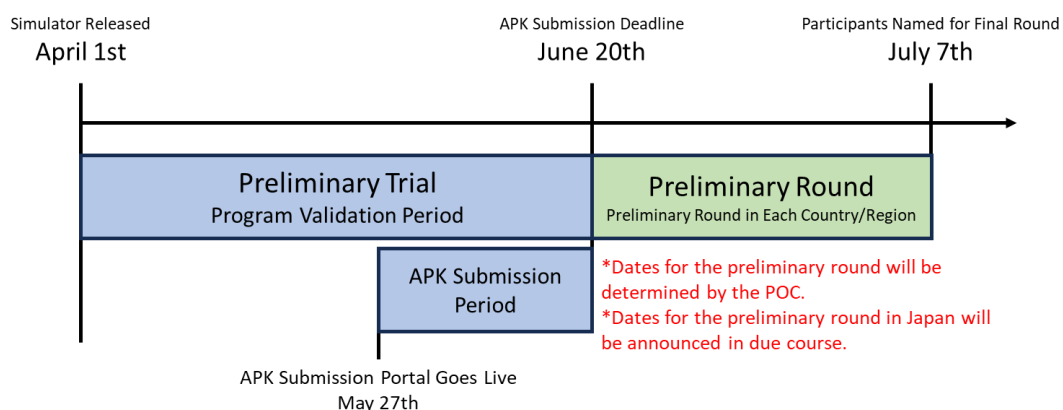 Simulator Released
April 1st
APK Submission Deadline
June 20th
Participants Named for Final Round
July 7th
Preliminary Trial
Program Validation Period
Preliminary Round
Preliminary Round in Each Country/Region
APK Submission
Period
*Dates for the preliminary round will be
determined by the POC.
*Dates for the preliminary round in Japan will
be announced in due course.
APK Submission Portal Goes Live
May 27th